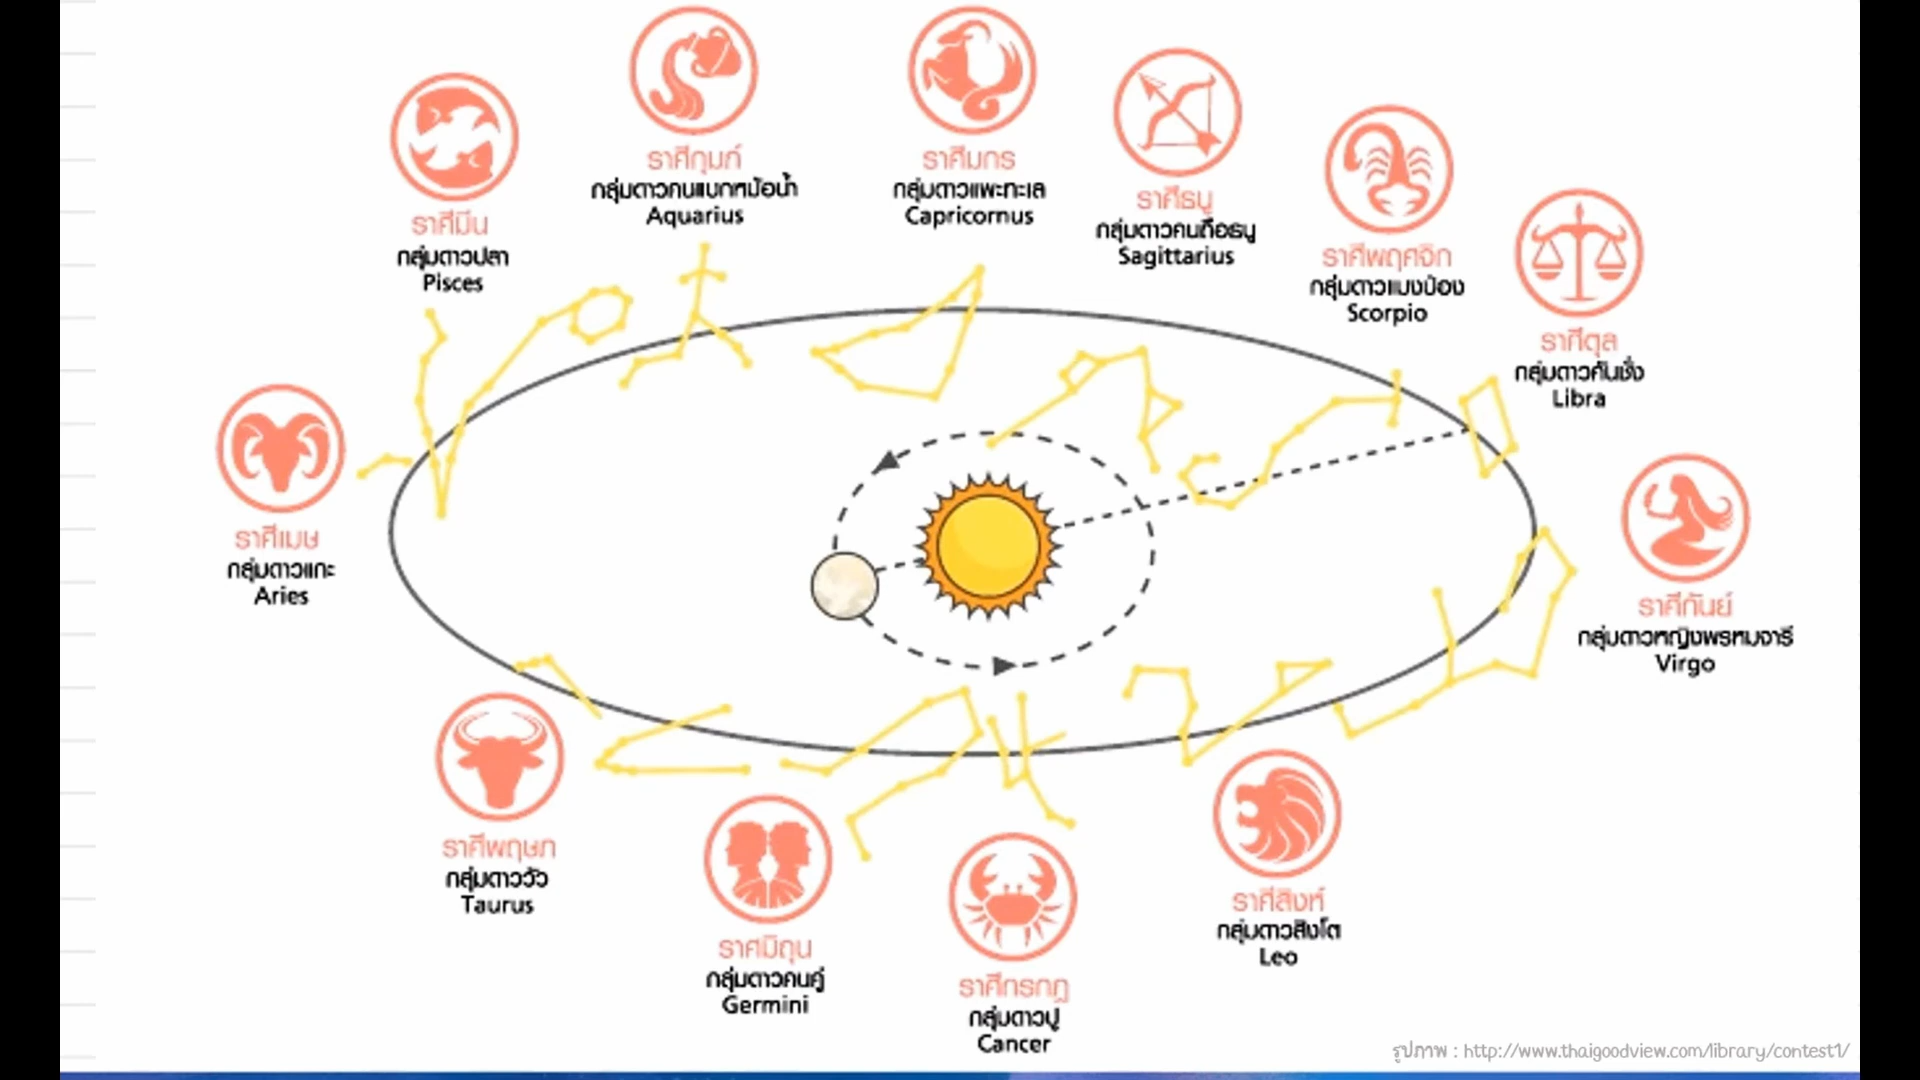 ราศีกุมภ์
กลุ่มดาวคนแบกหม้อน้ำ
Aquarius
ราศีมกร
กลุ่มดาวแพะทะเล
Capricornus
ราศีธนู
กลุ่มดาวคนถือธนู
Sagittarius
ราศีมีน
กลุ่มดาวปลา
Pisces
ราศีพฤศจิก
กลุ่มดาวแมงป่อง
Scorpio
ราศีตุล
กลุ่มดาวคันชั่ง
Libra
ราศีเมษ
กลุ่มดาวแกะ
Aries
ราศีกันย์
กลุ่มดาวหญิงพรหมจารี
Virgo
ราศีพฤษภ
กลุ่มดาววัว
Taurus
ราศมิถุน
กลุ่มดาวคนคู่
Germini
ราศีกรกฎ
กลุ่มดาวปู
Cancer
ราศีสิงห์
กลุ่มดาวสิงโต
Leo
รูปภาพ : http://www.thaigoodview.com/library/contest1/